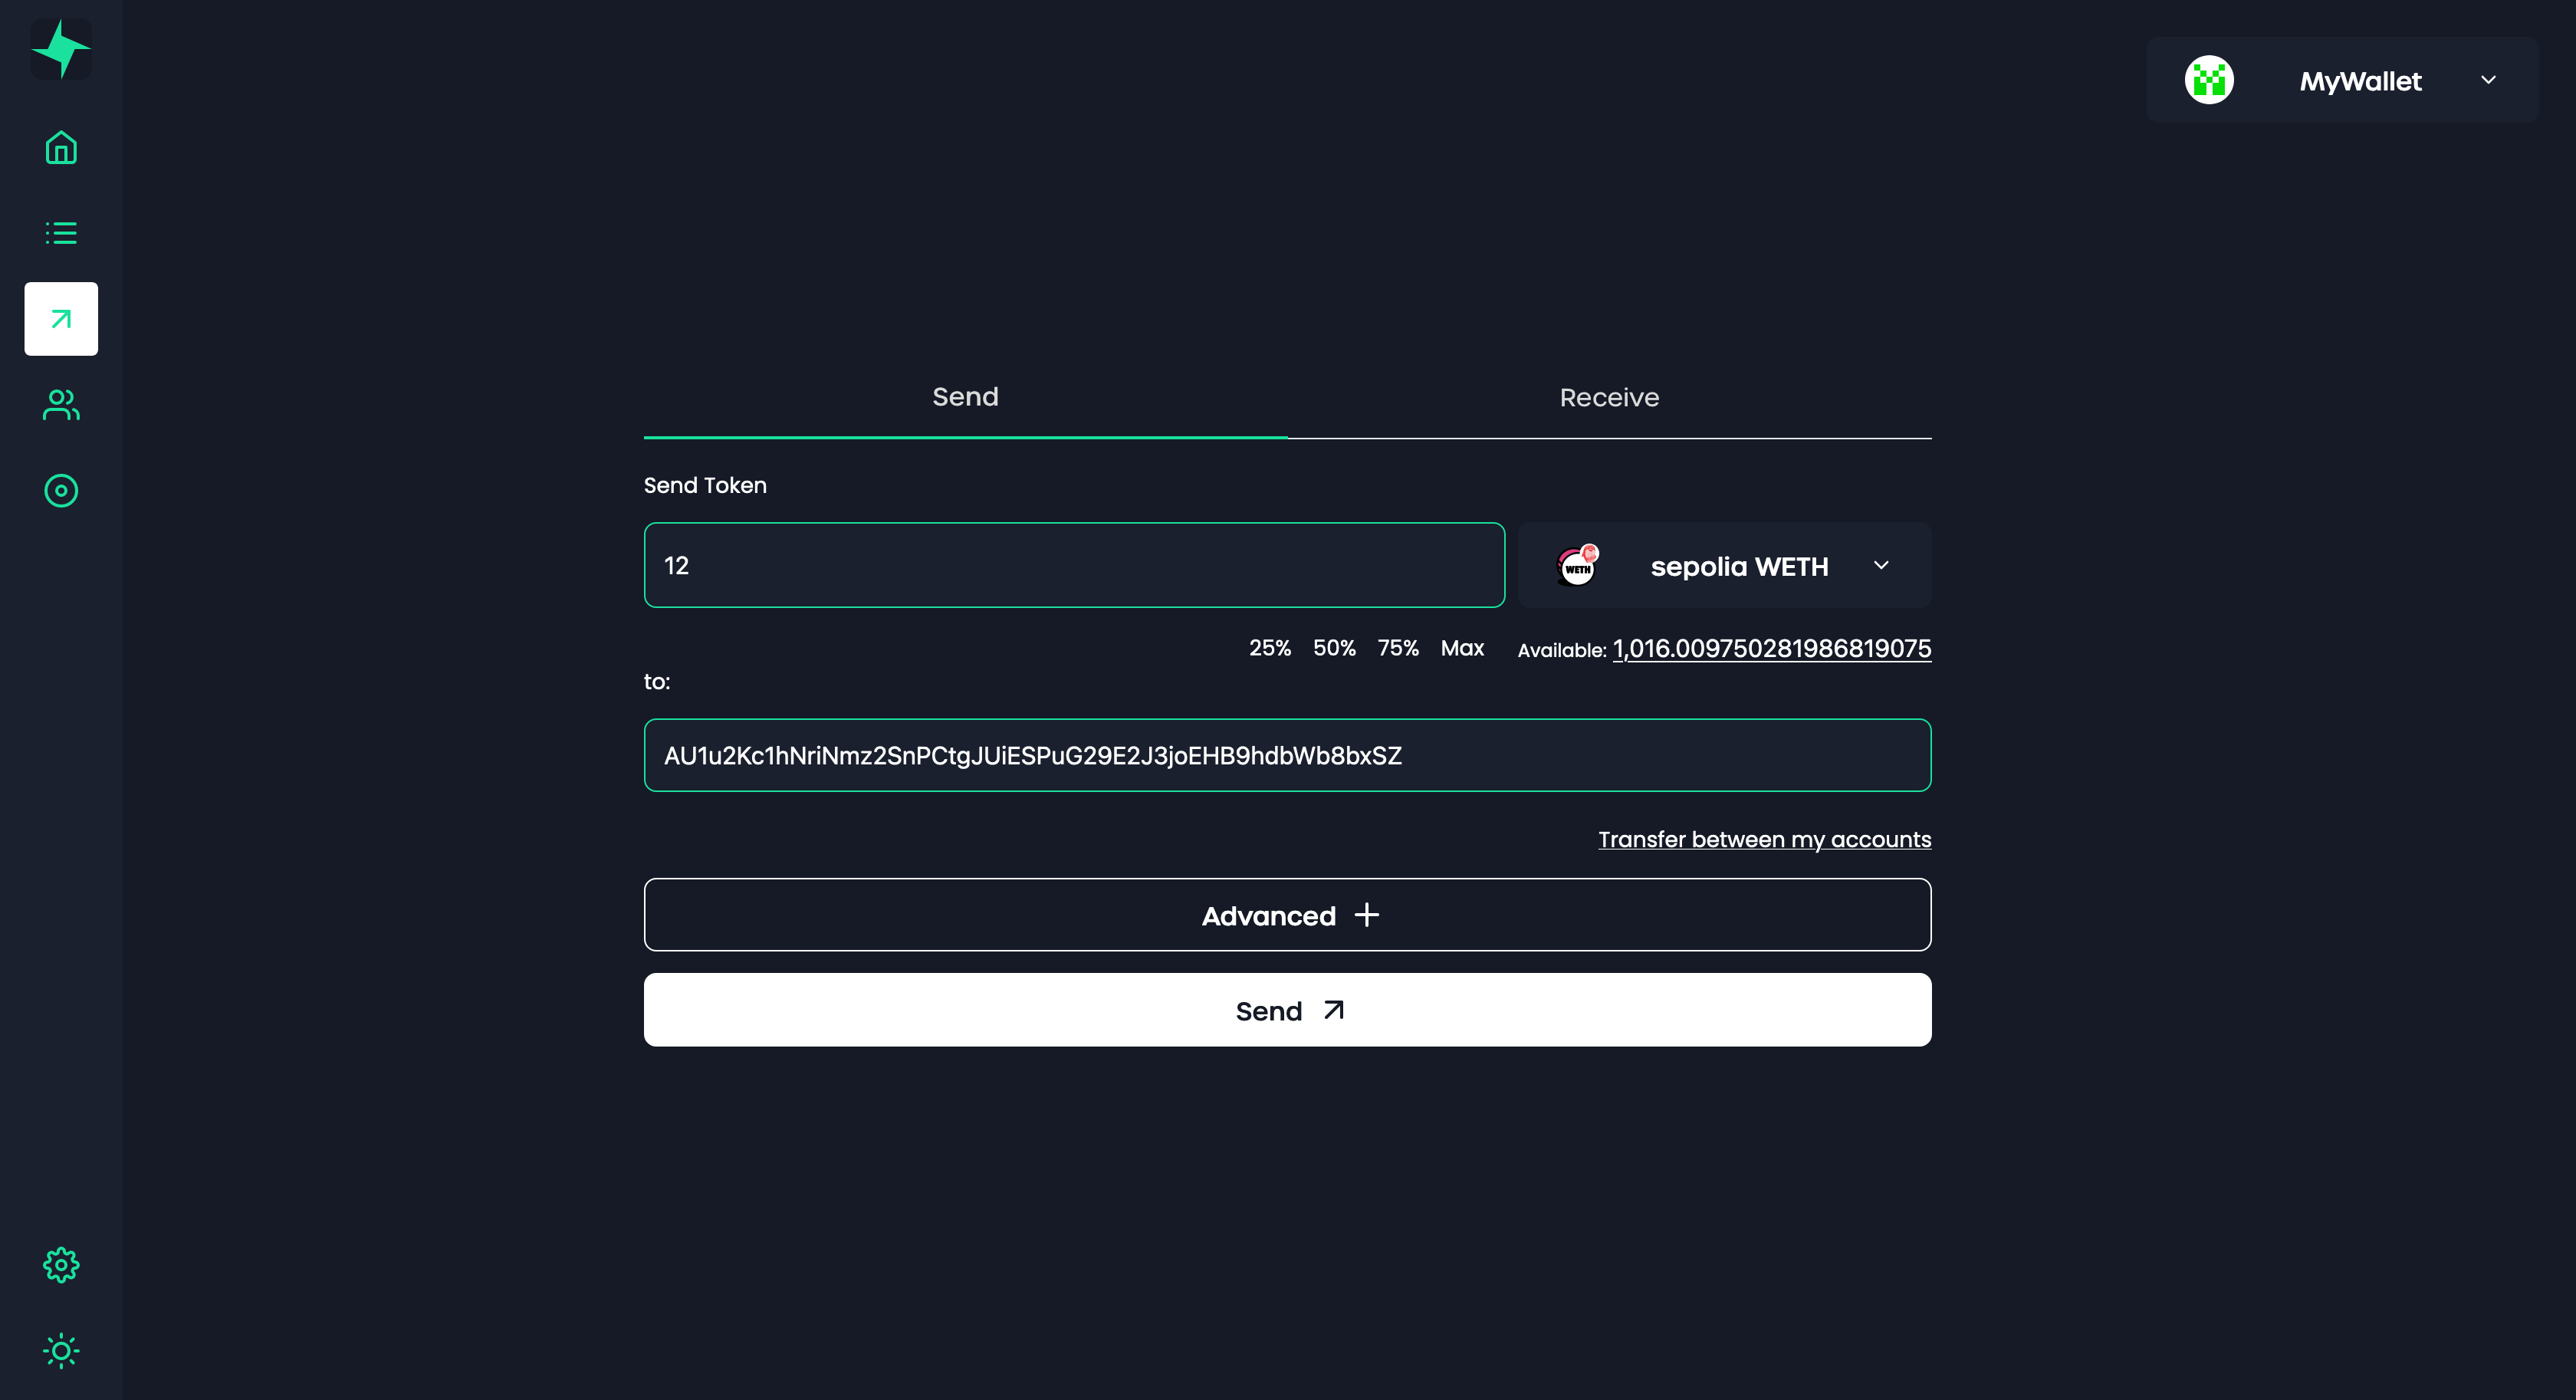 MyWallet
Send
Receive
Send Token
12
WETH
sepolia WETH
25%
50%
75%
Max
Available: 1,016.009750281986819075
to:
AU1u2Kc1hNriNmz2SnPCtgJUiESPuG29E2J3joEHB9hdbWb8bxSZ
Transfer between my accounts
Advanced
Send